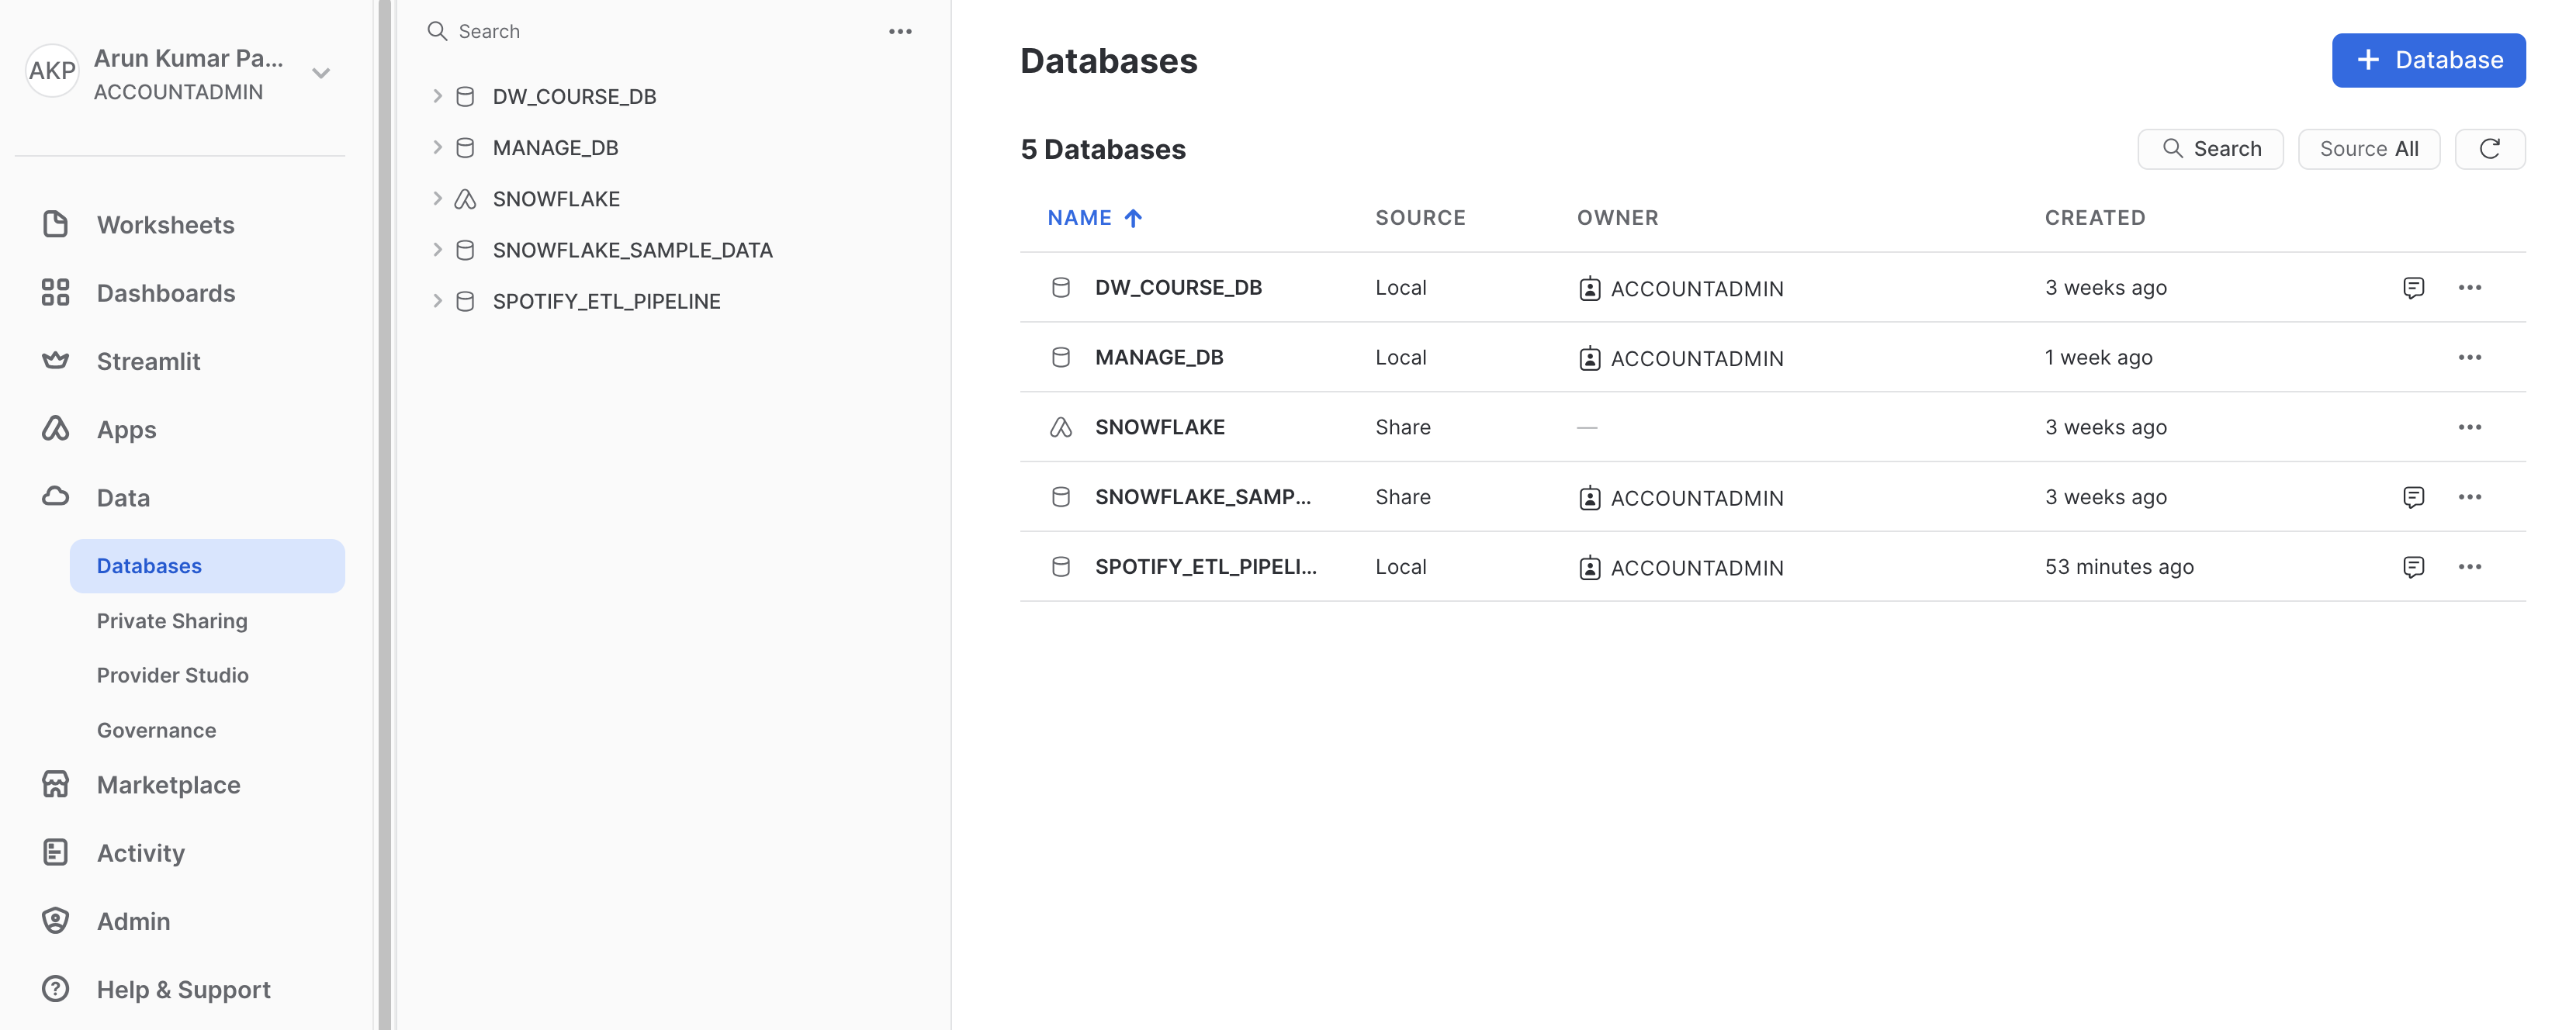 AKP
Arun Kumar Pa...
ACCOUNTADMIN
Worksheets
Dashboards
Streamlit
Apps
Data
Databases
Private Sharing
Provider Studio
Governance
Marketplace
Activity
Admin
Help & Support
Search
DW_COURSE_DB
MANAGE_DB
SNOWFLAKE
SNOWFLAKE_SAMPLE_DATA
SPOTIFY_ETL_PIPELINE
Databases
+ Database
5 Databases
Search
Source All
NAME SOURCE OWNER CREATED
DW_COURSE_DB Local ACCOUNTADMIN 3 weeks ago
MANAGE_DB Local ACCOUNTADMIN 1 week ago
SNOWFLAKE Share — 3 weeks ago
SNOWFLAKE_SAMP... Share ACCOUNTADMIN 3 weeks ago
SPOTIFY_ETL_PIPELI... Local ACCOUNTADMIN 53 minutes ago